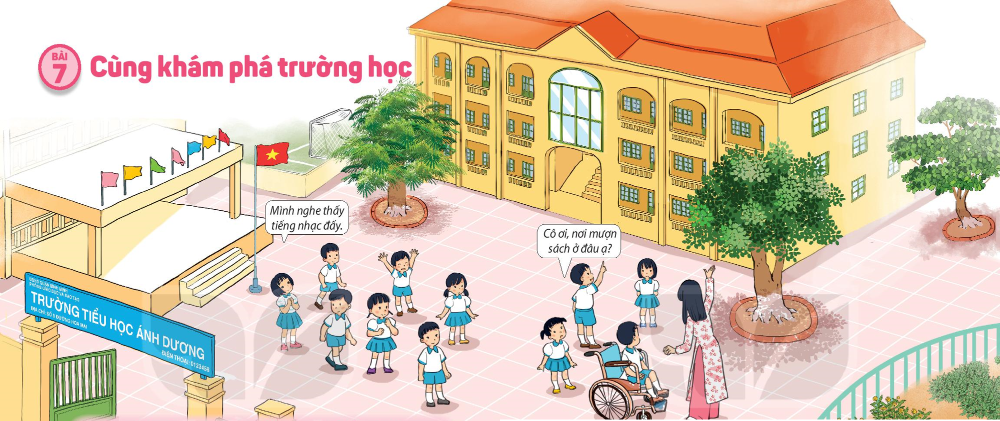 BÀI
7
Cùng khám phá trường học
Mình nghe thấy
tiếng nhạc đấy.
Cô ơi, nơi mượn
sách ở đâu ạ?
UBND QUẬN BÌNH MINH
PHÒNG GIÁO DỤC VÀ ĐÀO TẠO
TRƯỜNG TIỂU HỌC ÁNH DƯƠNG
ĐỊA CHỈ: SỐ 8 ĐƯỜNG HOA MAI
ĐIỆN THOẠI: 0123456